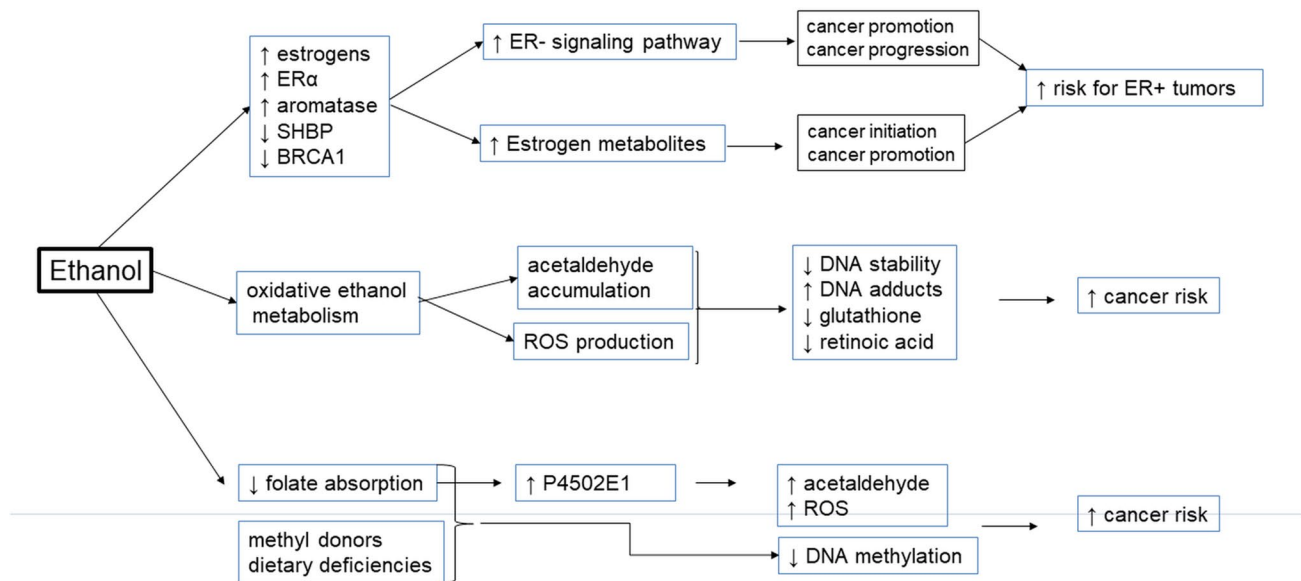 Ethanol
↑ estrogens
↑ ERα
↑ aromatase
↓ SHBP
↓ BRCA1
↑ ER- signaling pathway
cancer promotion
cancer progression
↑ Estrogen metabolites
cancer initiation
cancer promotion
↑ risk for ER+ tumors
oxidative ethanol
metabolism
acetaldehyde
accumulation
ROS production
↓ DNA stability
↑ DNA adducts
↓ glutathione
↓ retinoic acid
↑ cancer risk
↓ folate absorption
methyl donors
dietary deficiencies
↑ P4502E1
↑ acetaldehyde
↑ ROS
↓ DNA methylation
↑ cancer risk